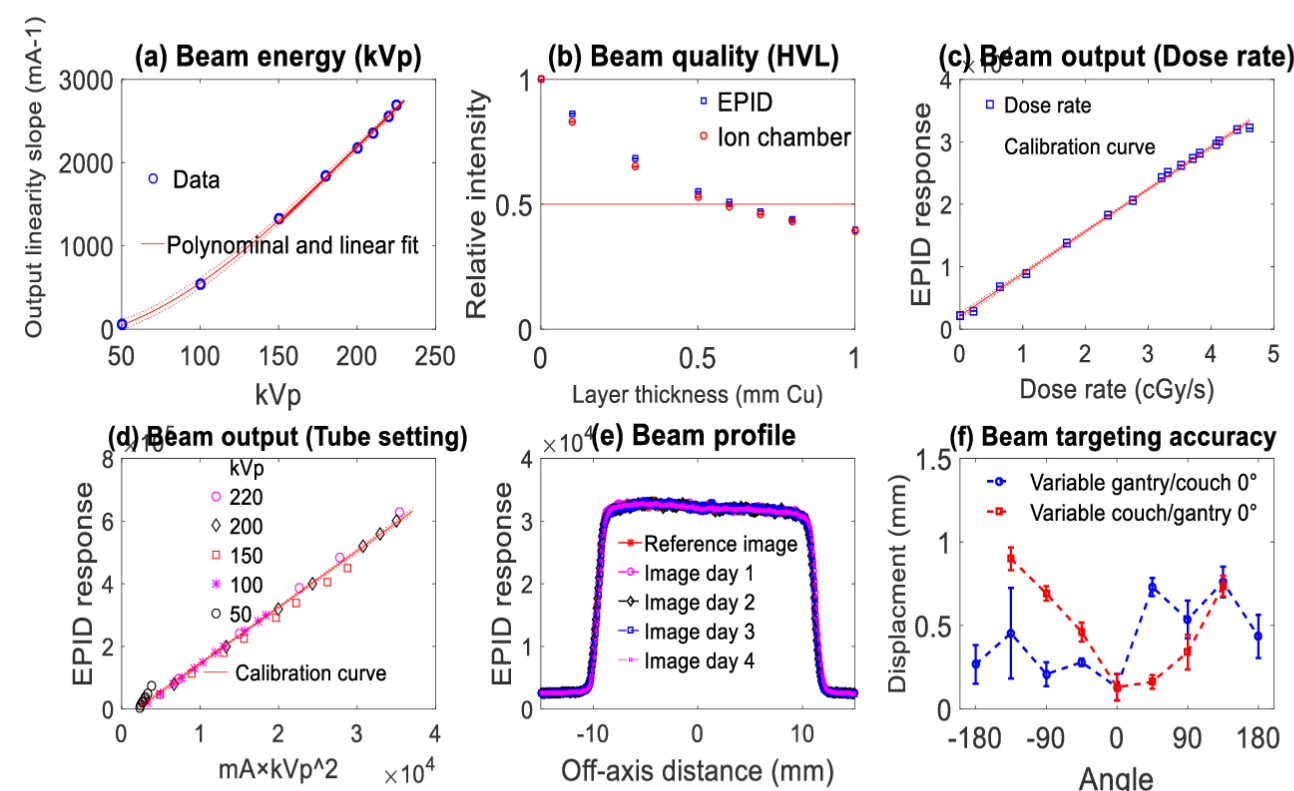 (a) Beam energy (kVp)
Output linearity slope (mA-1)
3000
2000
1000
0
Data
Polynominal and linear fit
50 100 150 200 250
kVp
(b) Beam quality (HVL)
Relative intensity
1
0.5
0
EPID
Ion chamber
0 0.5 1
Layer thickness (mm Cu)
(c) Beam output (Dose rate)
EPID response
4
3
2
1
0
Dose rate
Calibration curve
0 1 2 3 4 5
Dose rate (cGy/s)
(d) Beam output (Tube setting)
EPID response
8
6
4
2
0
kVp
220
200
150
100
50
Calibration curve
0 1 2 3 4
mA×kVp^2 ×10^4
(e) Beam profile
×10^4
4
3
2
1
0
Reference image
Image day 1
Image day 2
Image day 3
Image day 4
-10 0 10
Off-axis distance (mm)
(f) Beam targeting accuracy
Displacment (mm)
1.5
1
0.5
0
Variable gantry/couch 0°
Variable couch/gantry 0°
-180 -90 0 90 180
Angle